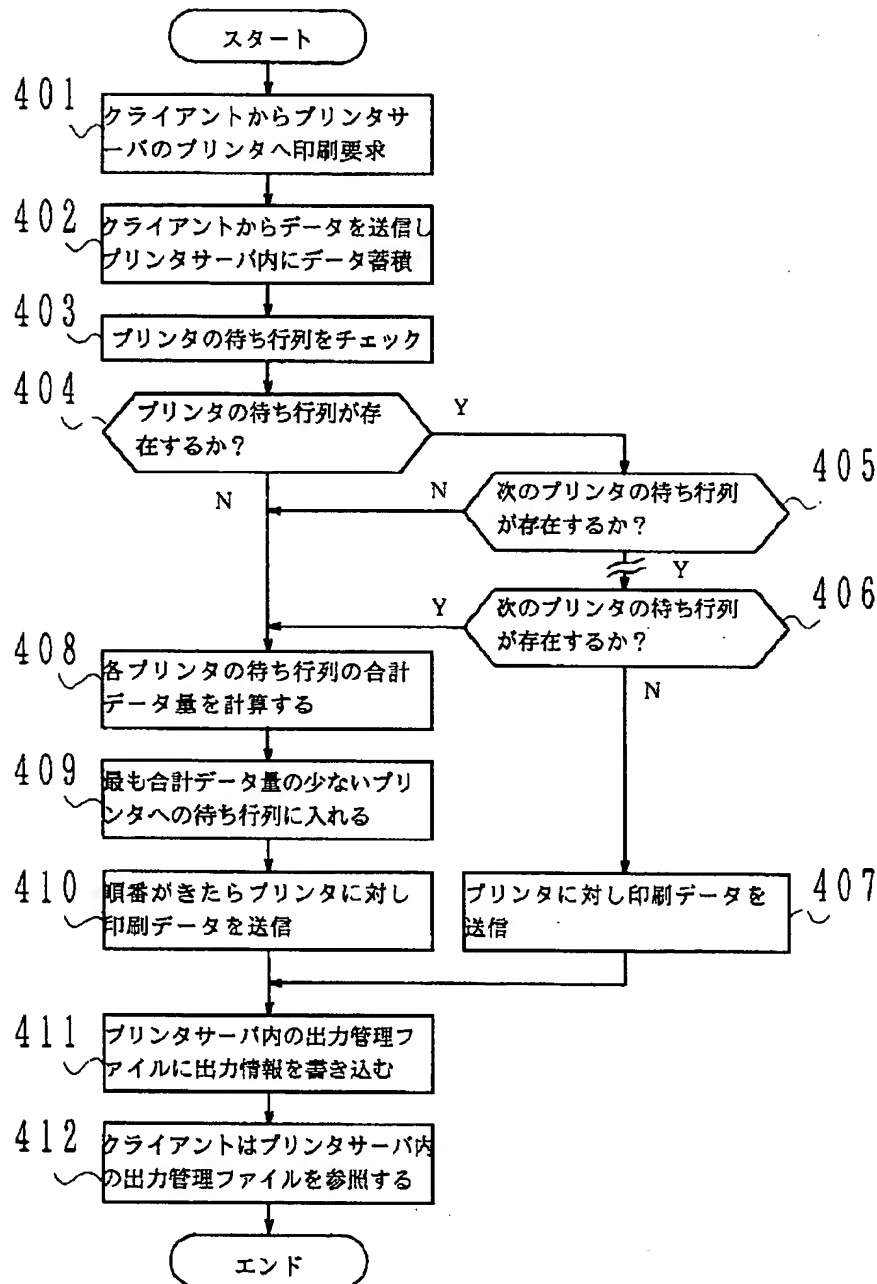 スタート
401
クライアントからプリンタサ
ーバのプリンタへ印刷要求
402
クライアントからデータを送信し
プリンタサーバ内にデータ蓄積
403
プリンタの待ち行列をチェック
404
プリンタの待ち行列が存
在するか?
Y
N
405
次のプリンタの待ち行列
が存在するか?
N
Y
406
次のプリンタの待ち行列
が存在するか?
Y
N
408
各プリンタの待ち行列の合計
データ量を計算する
409
最も合計データ量の少ないプリ
ンタへの待ち行列に入れる
410
順番がきたらプリンタに対し
印刷データを送信
407
プリンタに対し印刷データを
送信
411
プリンタサーバ内の出力管理フ
ァイルに出力情報を書き込む
412
クライアントはプリンタサーバ内
の出力管理ファイルを参照する
エンド